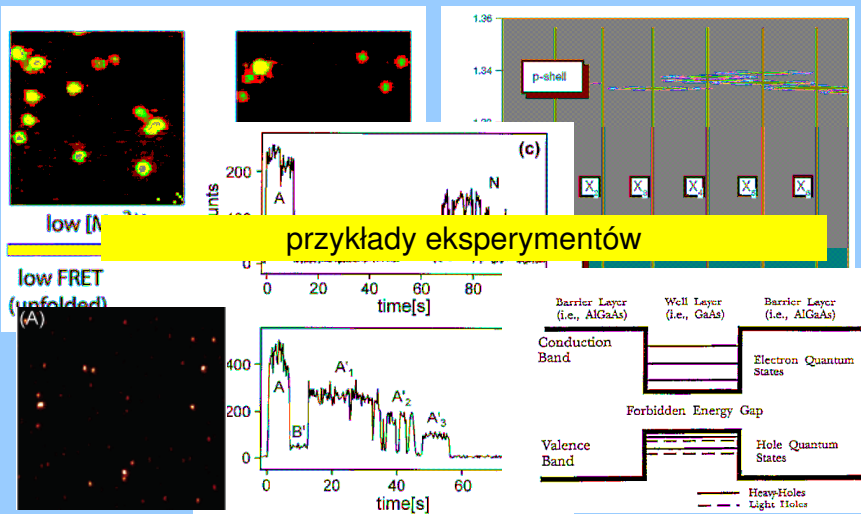 1.36
1.34
p-shell
X
X
X
X
X
(c)
200
A
N
low
przykłady eksperymentów
0
0 20 40 60 80
time[s]
low FRET
(unfolded)
(A)
400
200
0
A
B'
A'1
A'2
A'3
0 20 40 60
time[s]
Barrier Layer
(i.e., AlGaAs)
Well Layer
(i.e., GaAs)
Barrier Layer
(i.e., AlGaAs)
Conduction
Band
Electron Quantum
States
Forbidden Energy Gap
Valence
Band
Hole Quantum
States
Heavy-Holes
Light Holes